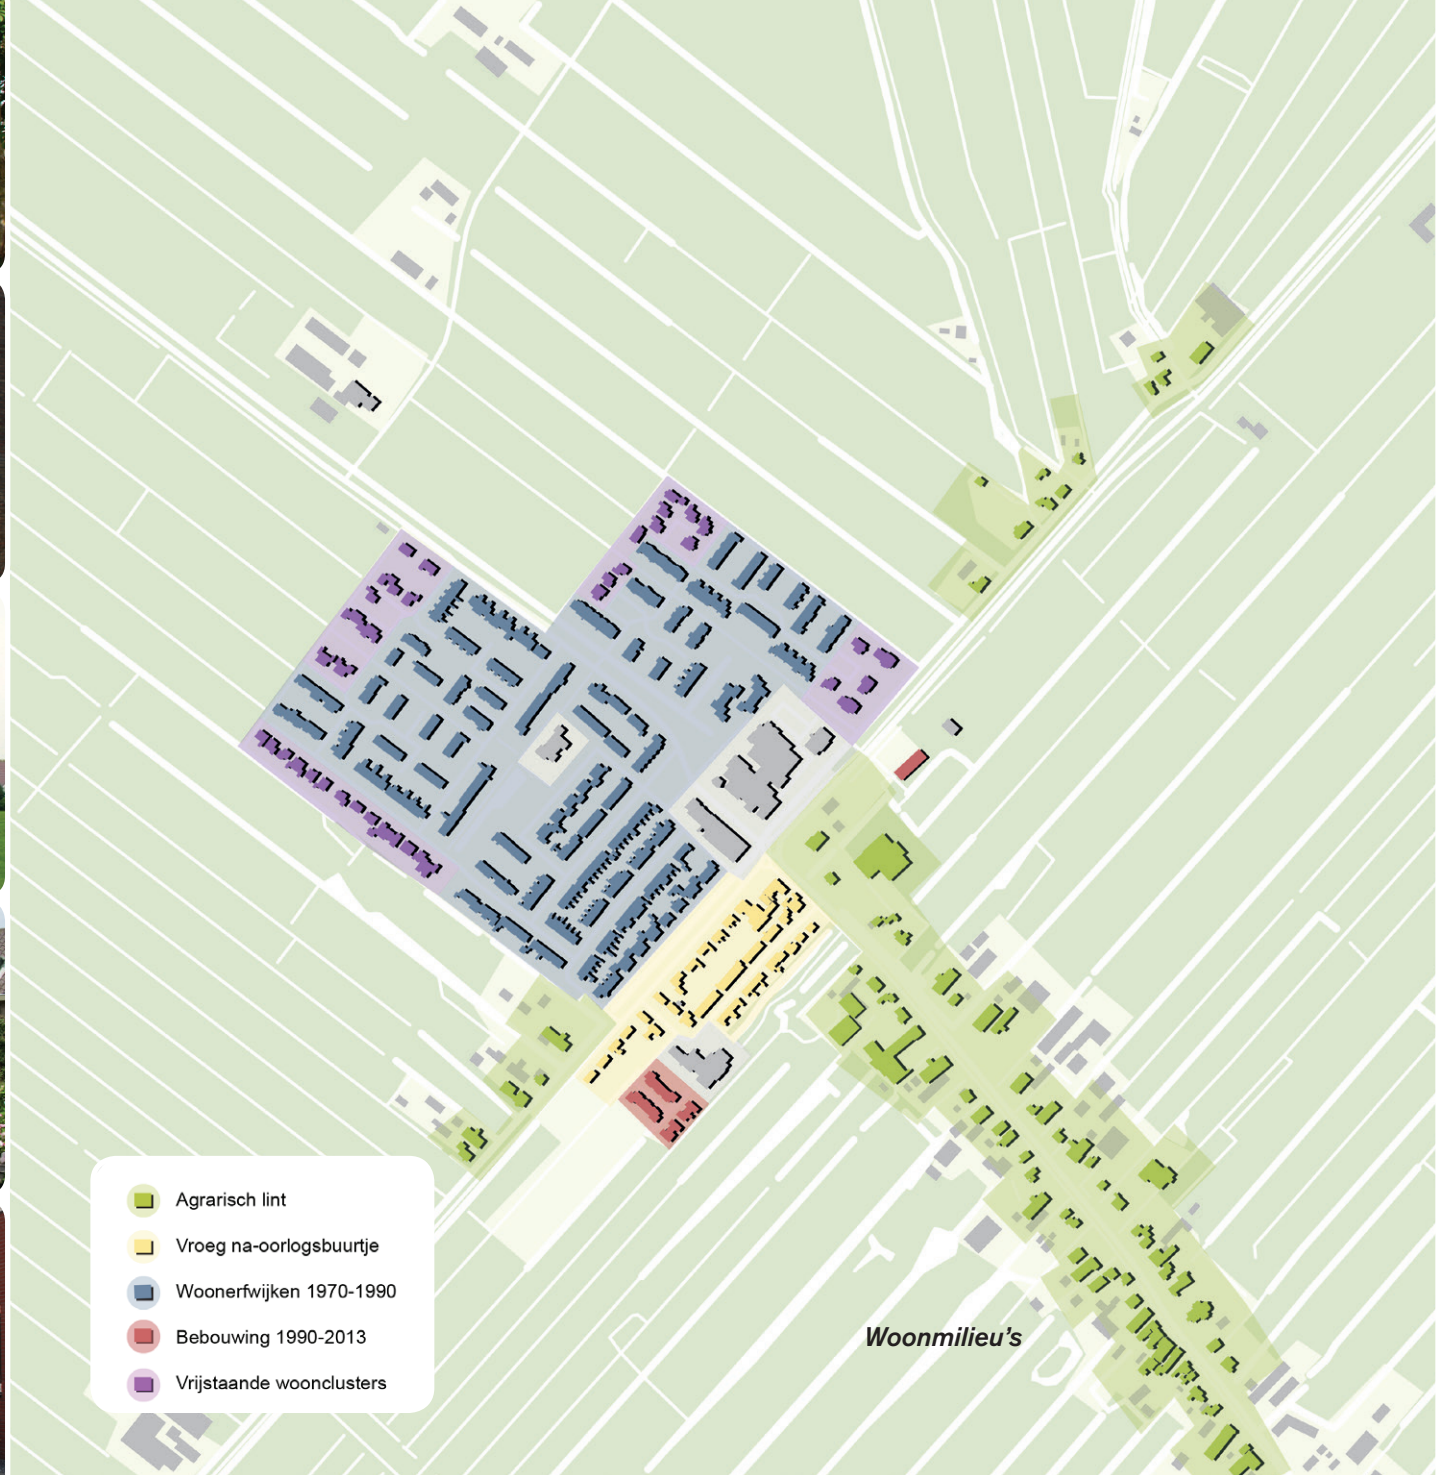 Agrarisch lint
Vroeg na-oorlogsbuurtje
Woonerfwijken 1970-1990
Bebouwing 1990-2013
Vrijstaande woonclusters
Woonmilieu's